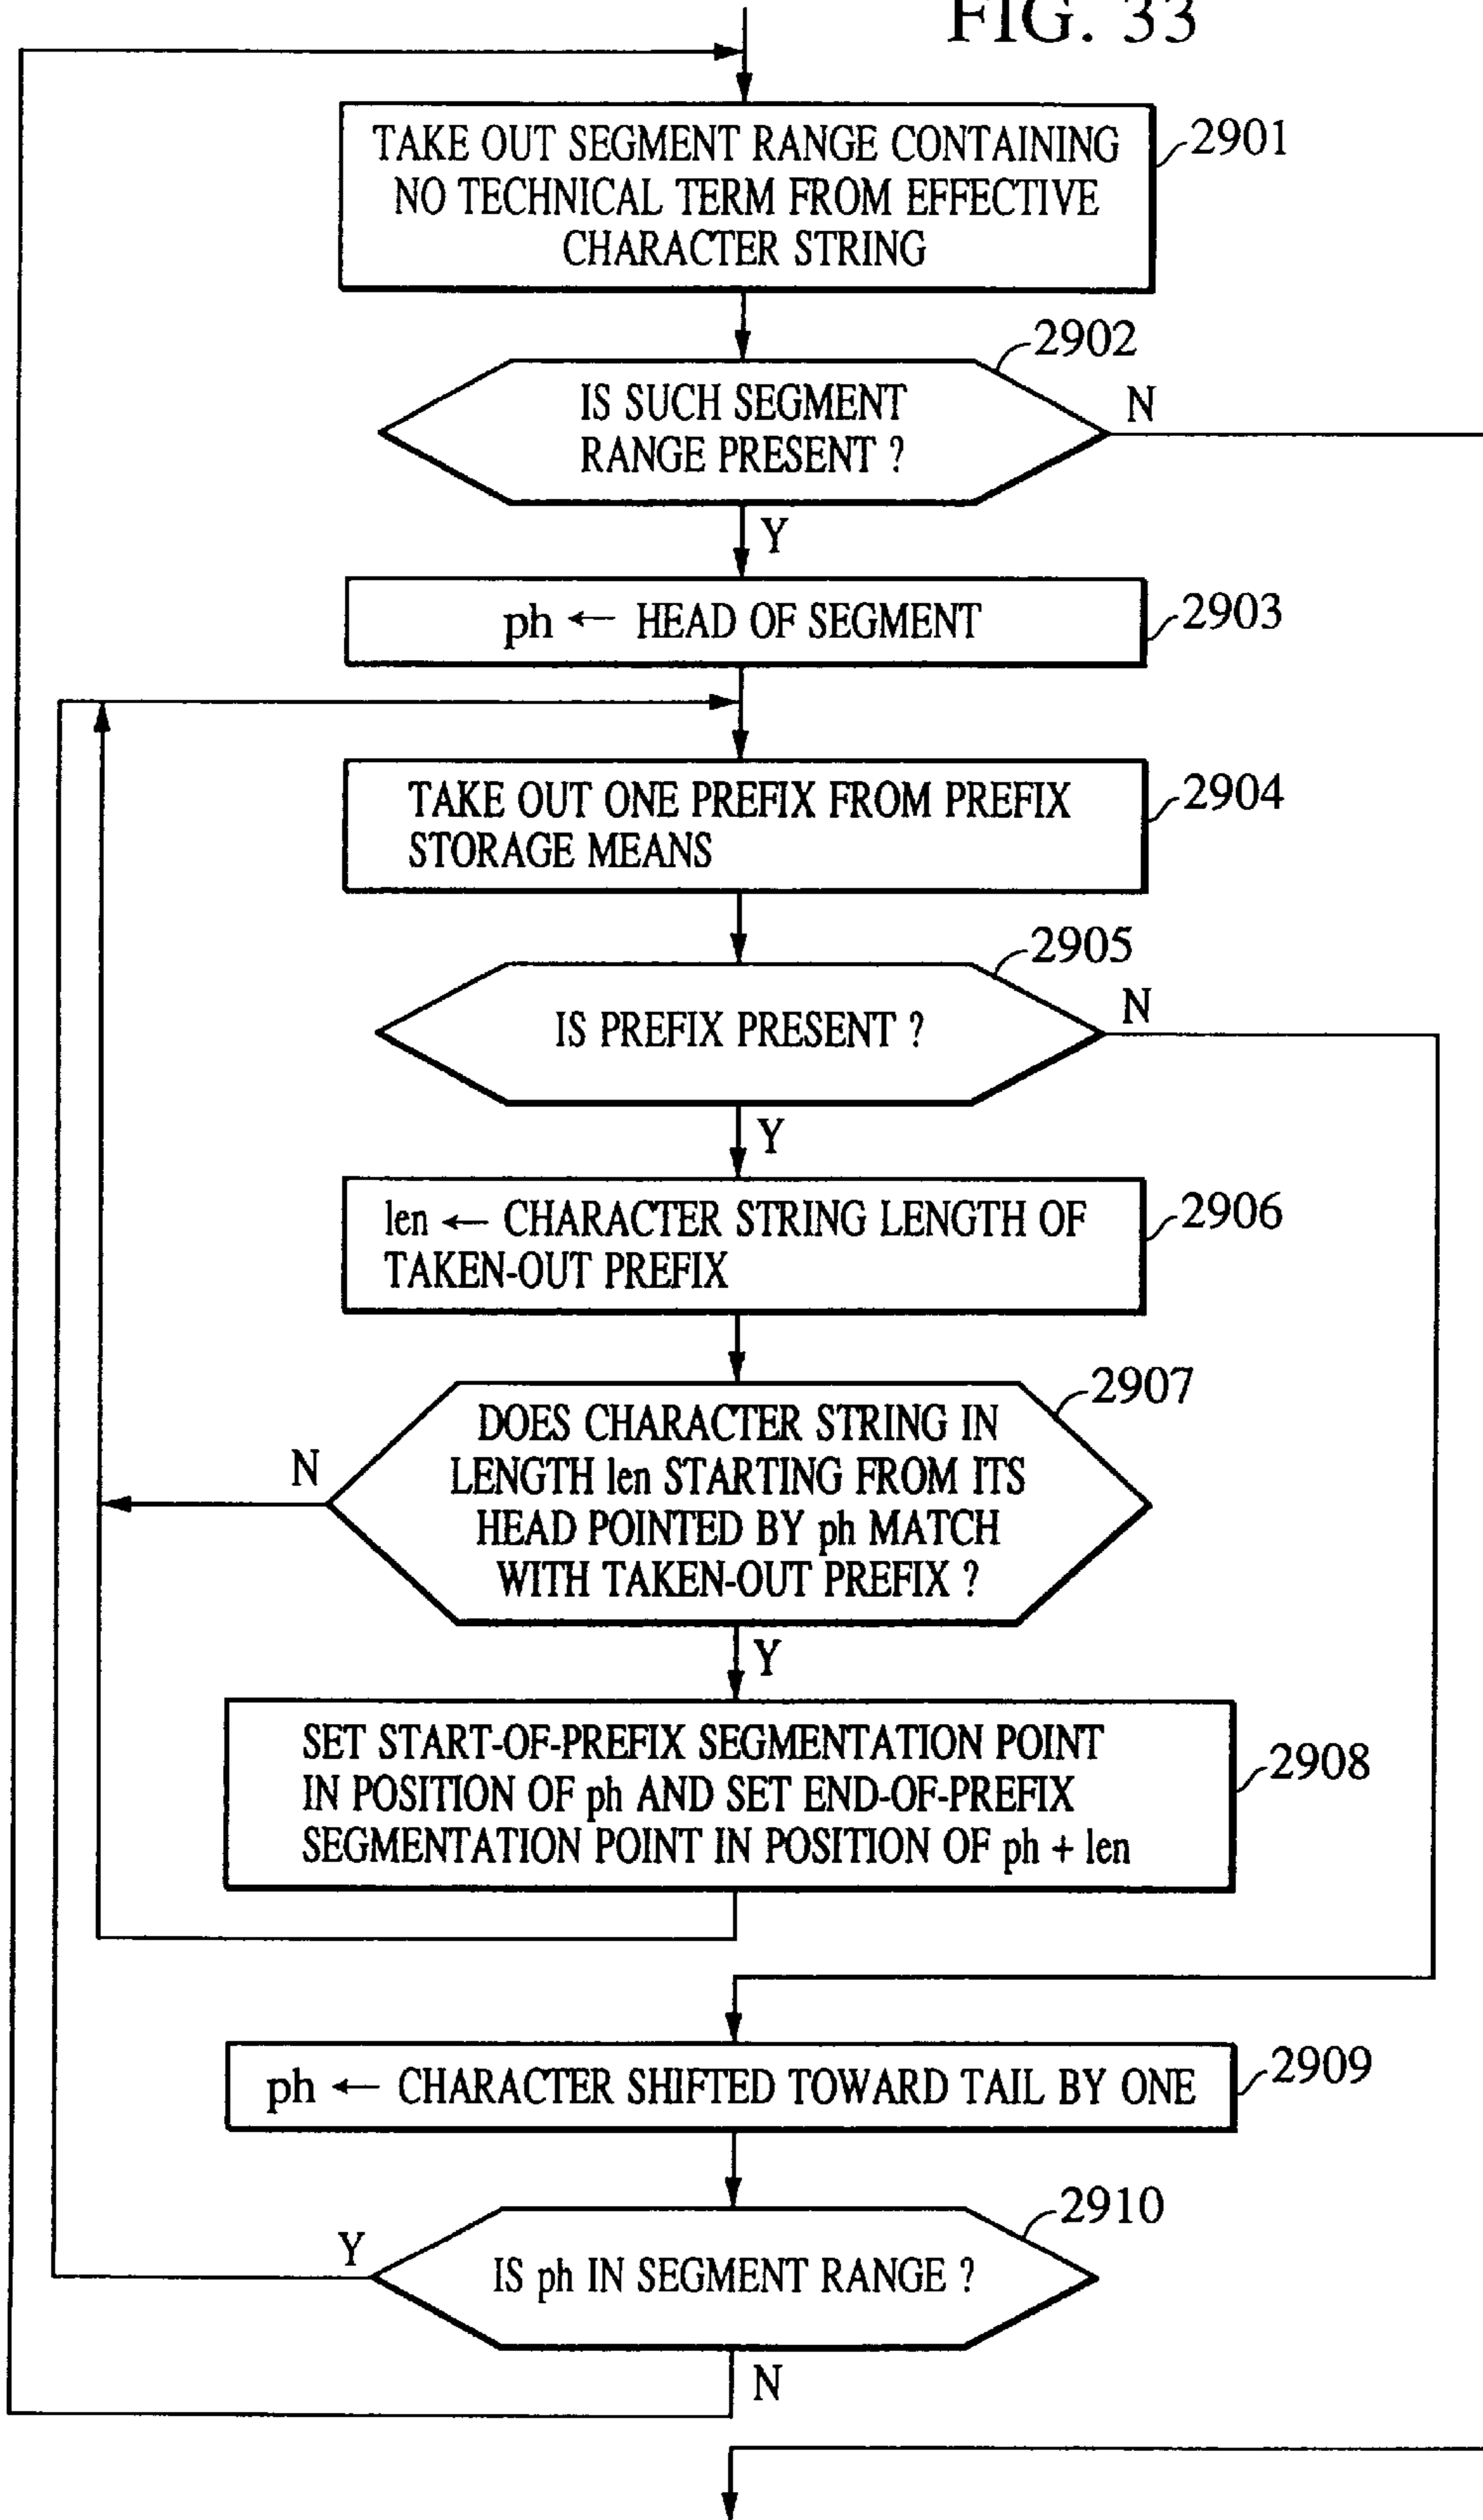 FIG. 33
TAKE OUT SEGMENT RANGE CONTAINING
NO TECHNICAL TERM FROM EFFECTIVE
CHARACTER STRING
2901
2902
IS SUCH SEGMENT
RANGE PRESENT ?
N
Y
ph ← HEAD OF SEGMENT
2903
TAKE OUT ONE PREFIX FROM PREFIX
STORAGE MEANS
2904
2905
IS PREFIX PRESENT ?
N
Y
len ← CHARACTER STRING LENGTH OF
TAKEN-OUT PREFIX
2906
2907
DOES CHARACTER STRING IN
LENGTH len STARTING FROM ITS
HEAD POINTED BY ph MATCH
WITH TAKEN-OUT PREFIX ?
N
Y
SET START-OF-PREFIX SEGMENTATION POINT
IN POSITION OF ph AND SET END-OF-PREFIX
SEGMENTATION POINT IN POSITION OF ph + len
2908
ph ← CHARACTER SHIFTED TOWARD TAIL BY ONE
2909
2910
Y
IS ph IN SEGMENT RANGE ?
N